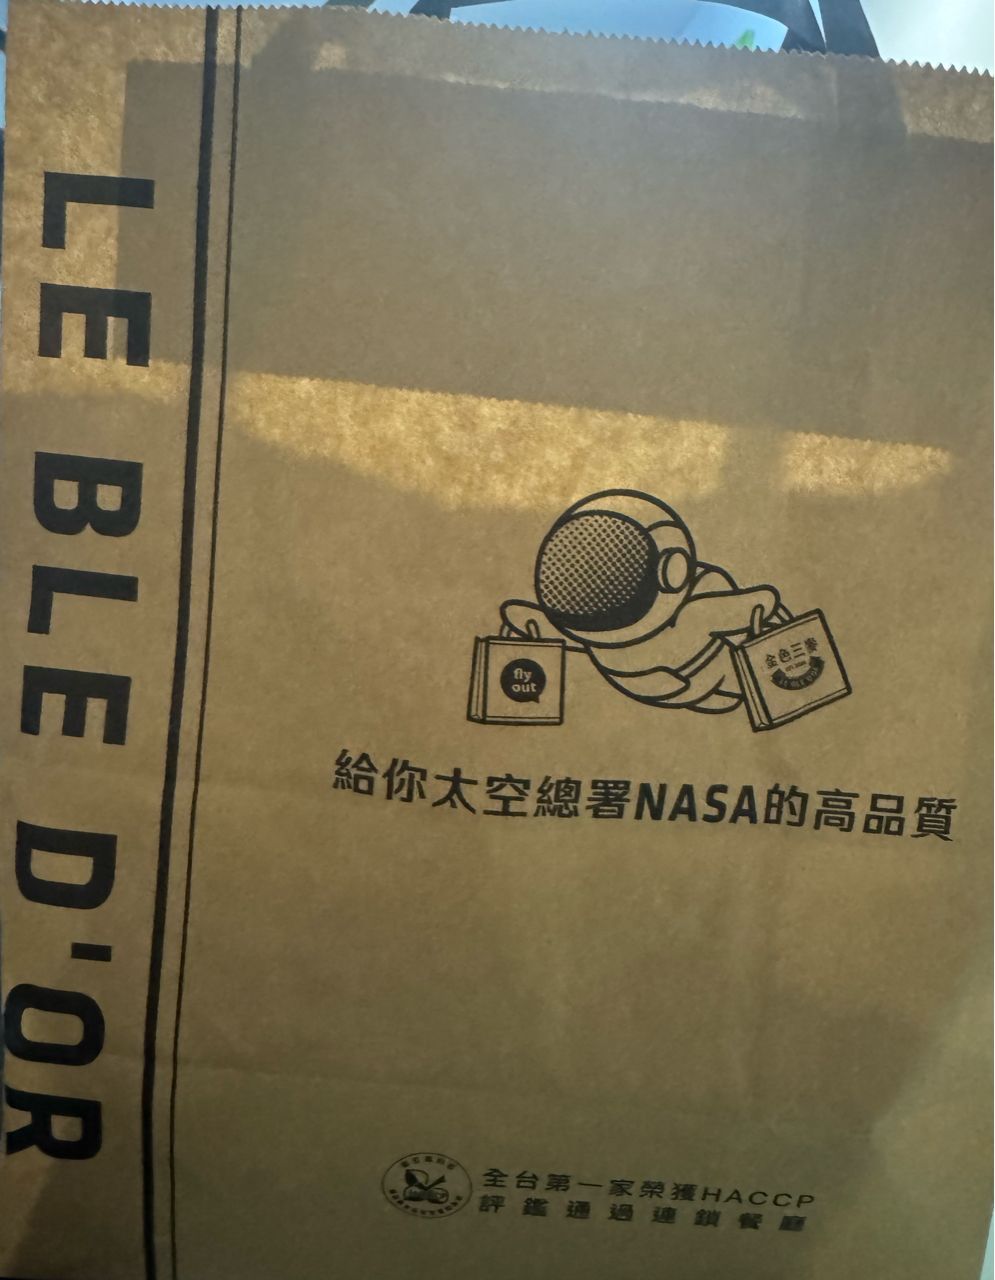 LE BLE D'OR
fly
out
金色三麥
給你太空總署NASA的高品質
全台第一家榮獲HACCP
評鑑通過連鎖餐廳